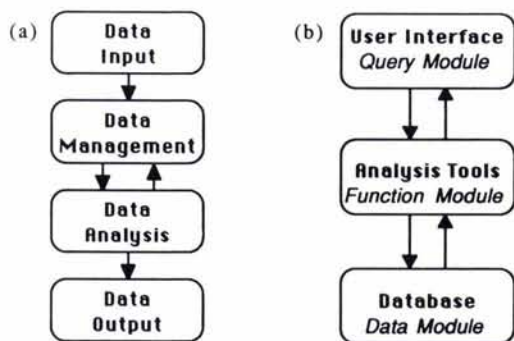 (a)
Data
Input
Data
Management
Data
Analysis
Data
Output
(b)
User Interface
Query Module
Analysis Tools
Function Module
Database
Data Module